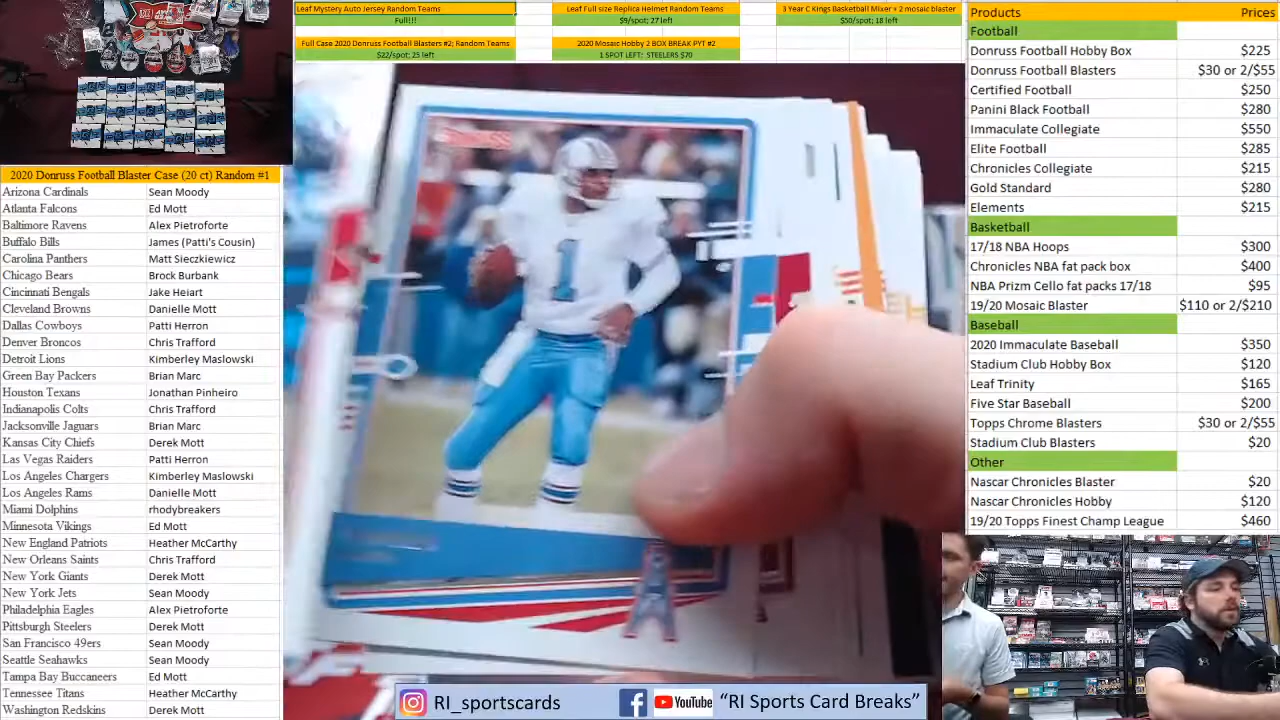 Leaf Mystery Auto Jersey Random Teams
Full!!!
Leaf Full size Replica Helmet Random Teams
$9/spot; 27 left
3 Year C Kings Basketball Mixer + 2 mosaic blaster
$50/spot; 18 left
Full Case 2020 Donruss Football Blasters #2; Random Teams
$22/spot; 25 left
2020 Mosaic Hobby 2 BOX BREAK PYT #2
1 SPOT LEFT: STEELERS $70
2020 Donruss Football Blaster Case (20 ct) Random #1
Arizona Cardinals Sean Moody
Atlanta Falcons Ed Mott
Baltimore Ravens Alex Pietroforte
Buffalo Bills James (Patti's Cousin)
Carolina Panthers Matt Sieczkiewicz
Chicago Bears Brock Burbank
Cincinnati Bengals Jake Heiart
Cleveland Browns Danielle Mott
Dallas Cowboys Patti Herron
Denver Broncos Chris Trafford
Detroit Lions Kimberley Maslowski
Green Bay Packers Brian Marc
Houston Texans Jonathan Pinheiro
Indianapolis Colts Chris Trafford
Jacksonville Jaguars Brian Marc
Kansas City Chiefs Derek Mott
Las Vegas Raiders Patti Herron
Los Angeles Chargers Kimberley Maslowski
Los Angeles Rams Danielle Mott
Miami Dolphins rhodybreakers
Minnesota Vikings Ed Mott
New England Patriots Heather McCarthy
New Orleans Saints Chris Trafford
New York Giants Derek Mott
New York Jets Sean Moody
Philadelphia Eagles Alex Pietroforte
Pittsburgh Steelers Derek Mott
San Francisco 49ers Sean Moody
Seattle Seahawks Sean Moody
Tampa Bay Buccaneers Ed Mott
Tennessee Titans Heather McCarthy
Washington Redskins Derek Mott
1
Products Prices
Football
Donruss Football Hobby Box $225
Donruss Football Blasters $30 or 2/$55
Certified Football $250
Panini Black Football $280
Immaculate Collegiate $550
Elite Football $285
Chronicles Collegiate $215
Gold Standard $280
Elements $215
Basketball
17/18 NBA Hoops $300
Chronicles NBA fat pack box $400
NBA Prizm Cello fat packs 17/18 $95
19/20 Mosaic Blaster $110 or 2/$210
Baseball
2020 Immaculate Baseball $350
Stadium Club Hobby Box $120
Leaf Trinity $165
Five Star Baseball $200
Topps Chrome Blasters $30 or 2/$55
Stadium Club Blasters $20
Other
Nascar Chronicles Blaster $20
Nascar Chronicles Hobby $120
19/20 Topps Finest Champ League $460
RI_sportscards YouTube "RI Sports Card Breaks"